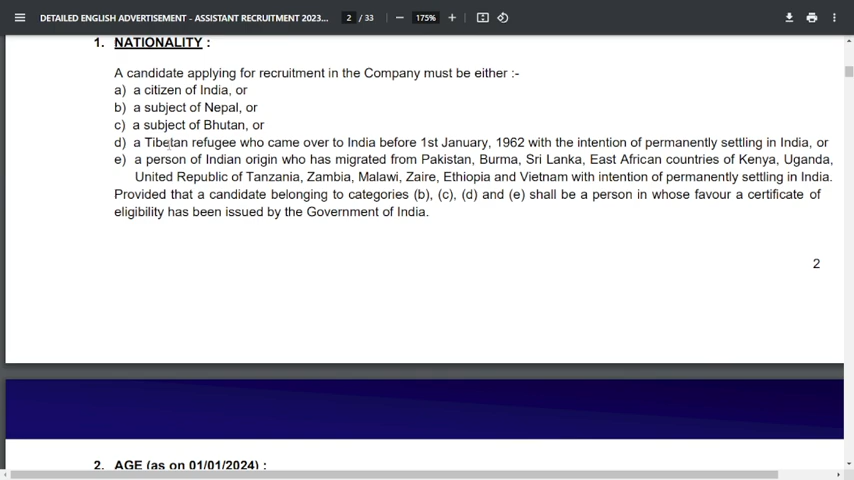 DETAILED ENGLISH ADVERTISEMENT - ASSISTANT RECRUITMENT 2023... 2 / 33 — 175% +
1. NATIONALITY :
A candidate applying for recruitment in the Company must be either :-
a) a citizen of India, or
b) a subject of Nepal, or
c) a subject of Bhutan, or
d) a Tibetan refugee who came over to India before 1st January, 1962 with the intention of permanently settling in India, or
e) a person of Indian origin who has migrated from Pakistan, Burma, Sri Lanka, East African countries of Kenya, Uganda,
United Republic of Tanzania, Zambia, Malawi, Zaire, Ethiopia and Vietnam with intention of permanently settling in India.
Provided that a candidate belonging to categories (b), (c), (d) and (e) shall be a person in whose favour a certificate of
eligibility has been issued by the Government of India.
2
2. AGE (as on 01/01/2024) :